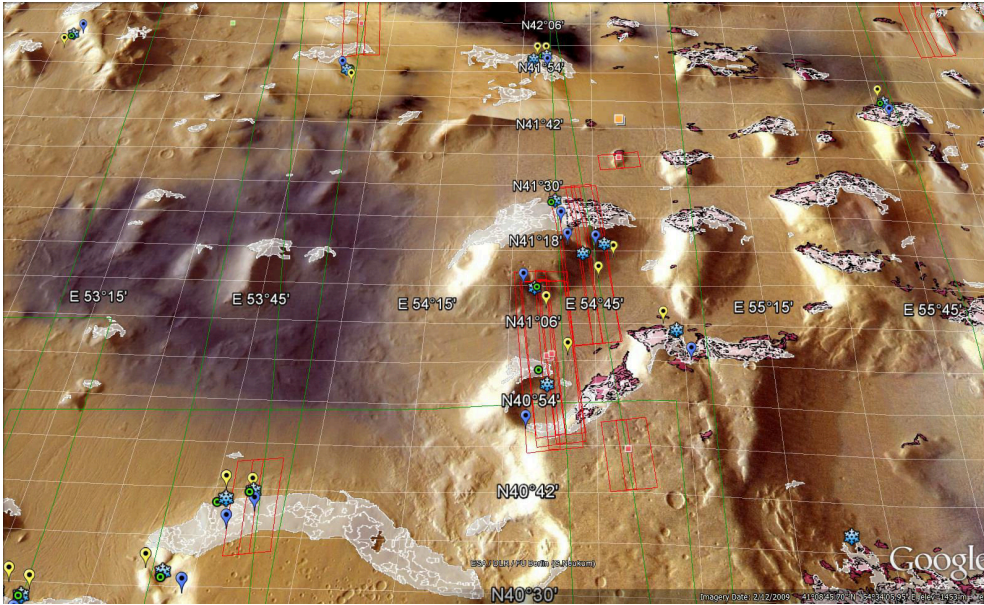 N42°06'
N41°54'
N41°42'
N41°30'
N41°18'
E 53°15'
E 53°45'
E 54°15'
E 54°45'
E 55°15'
E 55°45'
N41°06'
N40°54'
N40°42'
ESA / DLR / FU Berlin (G.Neukum)
Google
N40°30'
Imagery Date: 2/12/2009